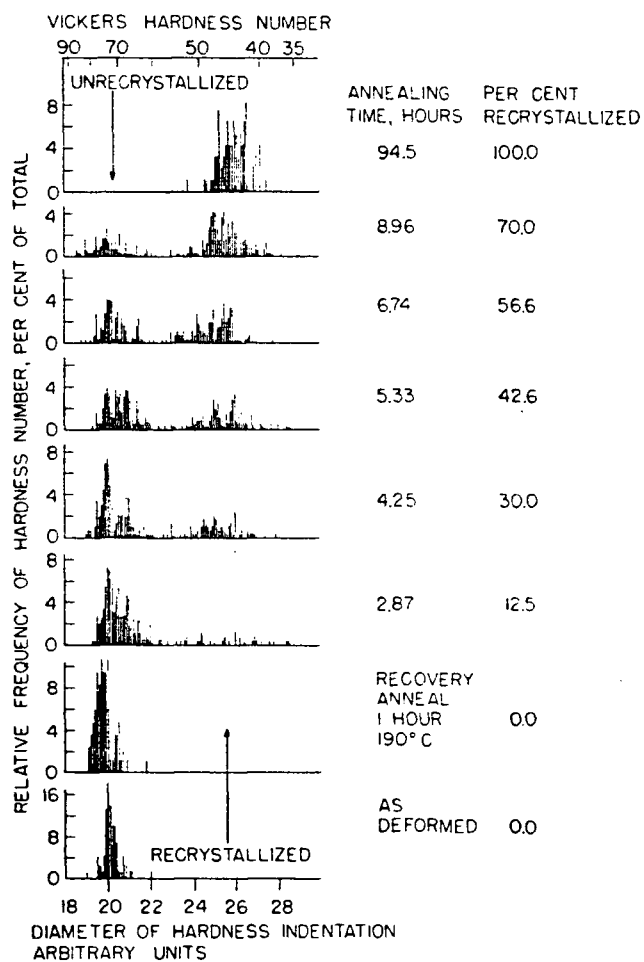 VICKERS HARDNESS NUMBER
90 70 50 40 35
UNRECRYSTALLIZED
ANNEALING TIME, HOURS
PER CENT RECRYSTALLIZED
RELATIVE FREQUENCY OF HARDNESS NUMBER, PER CENT OF TOTAL
8
4
0
94.5 100.0
4
0
8.96 70.0
4
0
6.74 56.6
4
0
5.33 42.6
8
4
0
4.25 30.0
8
4
0
2.87 12.5
8
4
0
RECOVERY
ANNEAL
1 HOUR
190° C
0.0
16
8
0
AS
DEFORMED
0.0
RECRYSTALLIZED
18 20 22 24 26 28
DIAMETER OF HARDNESS INDENTATION
ARBITRARY UNITS